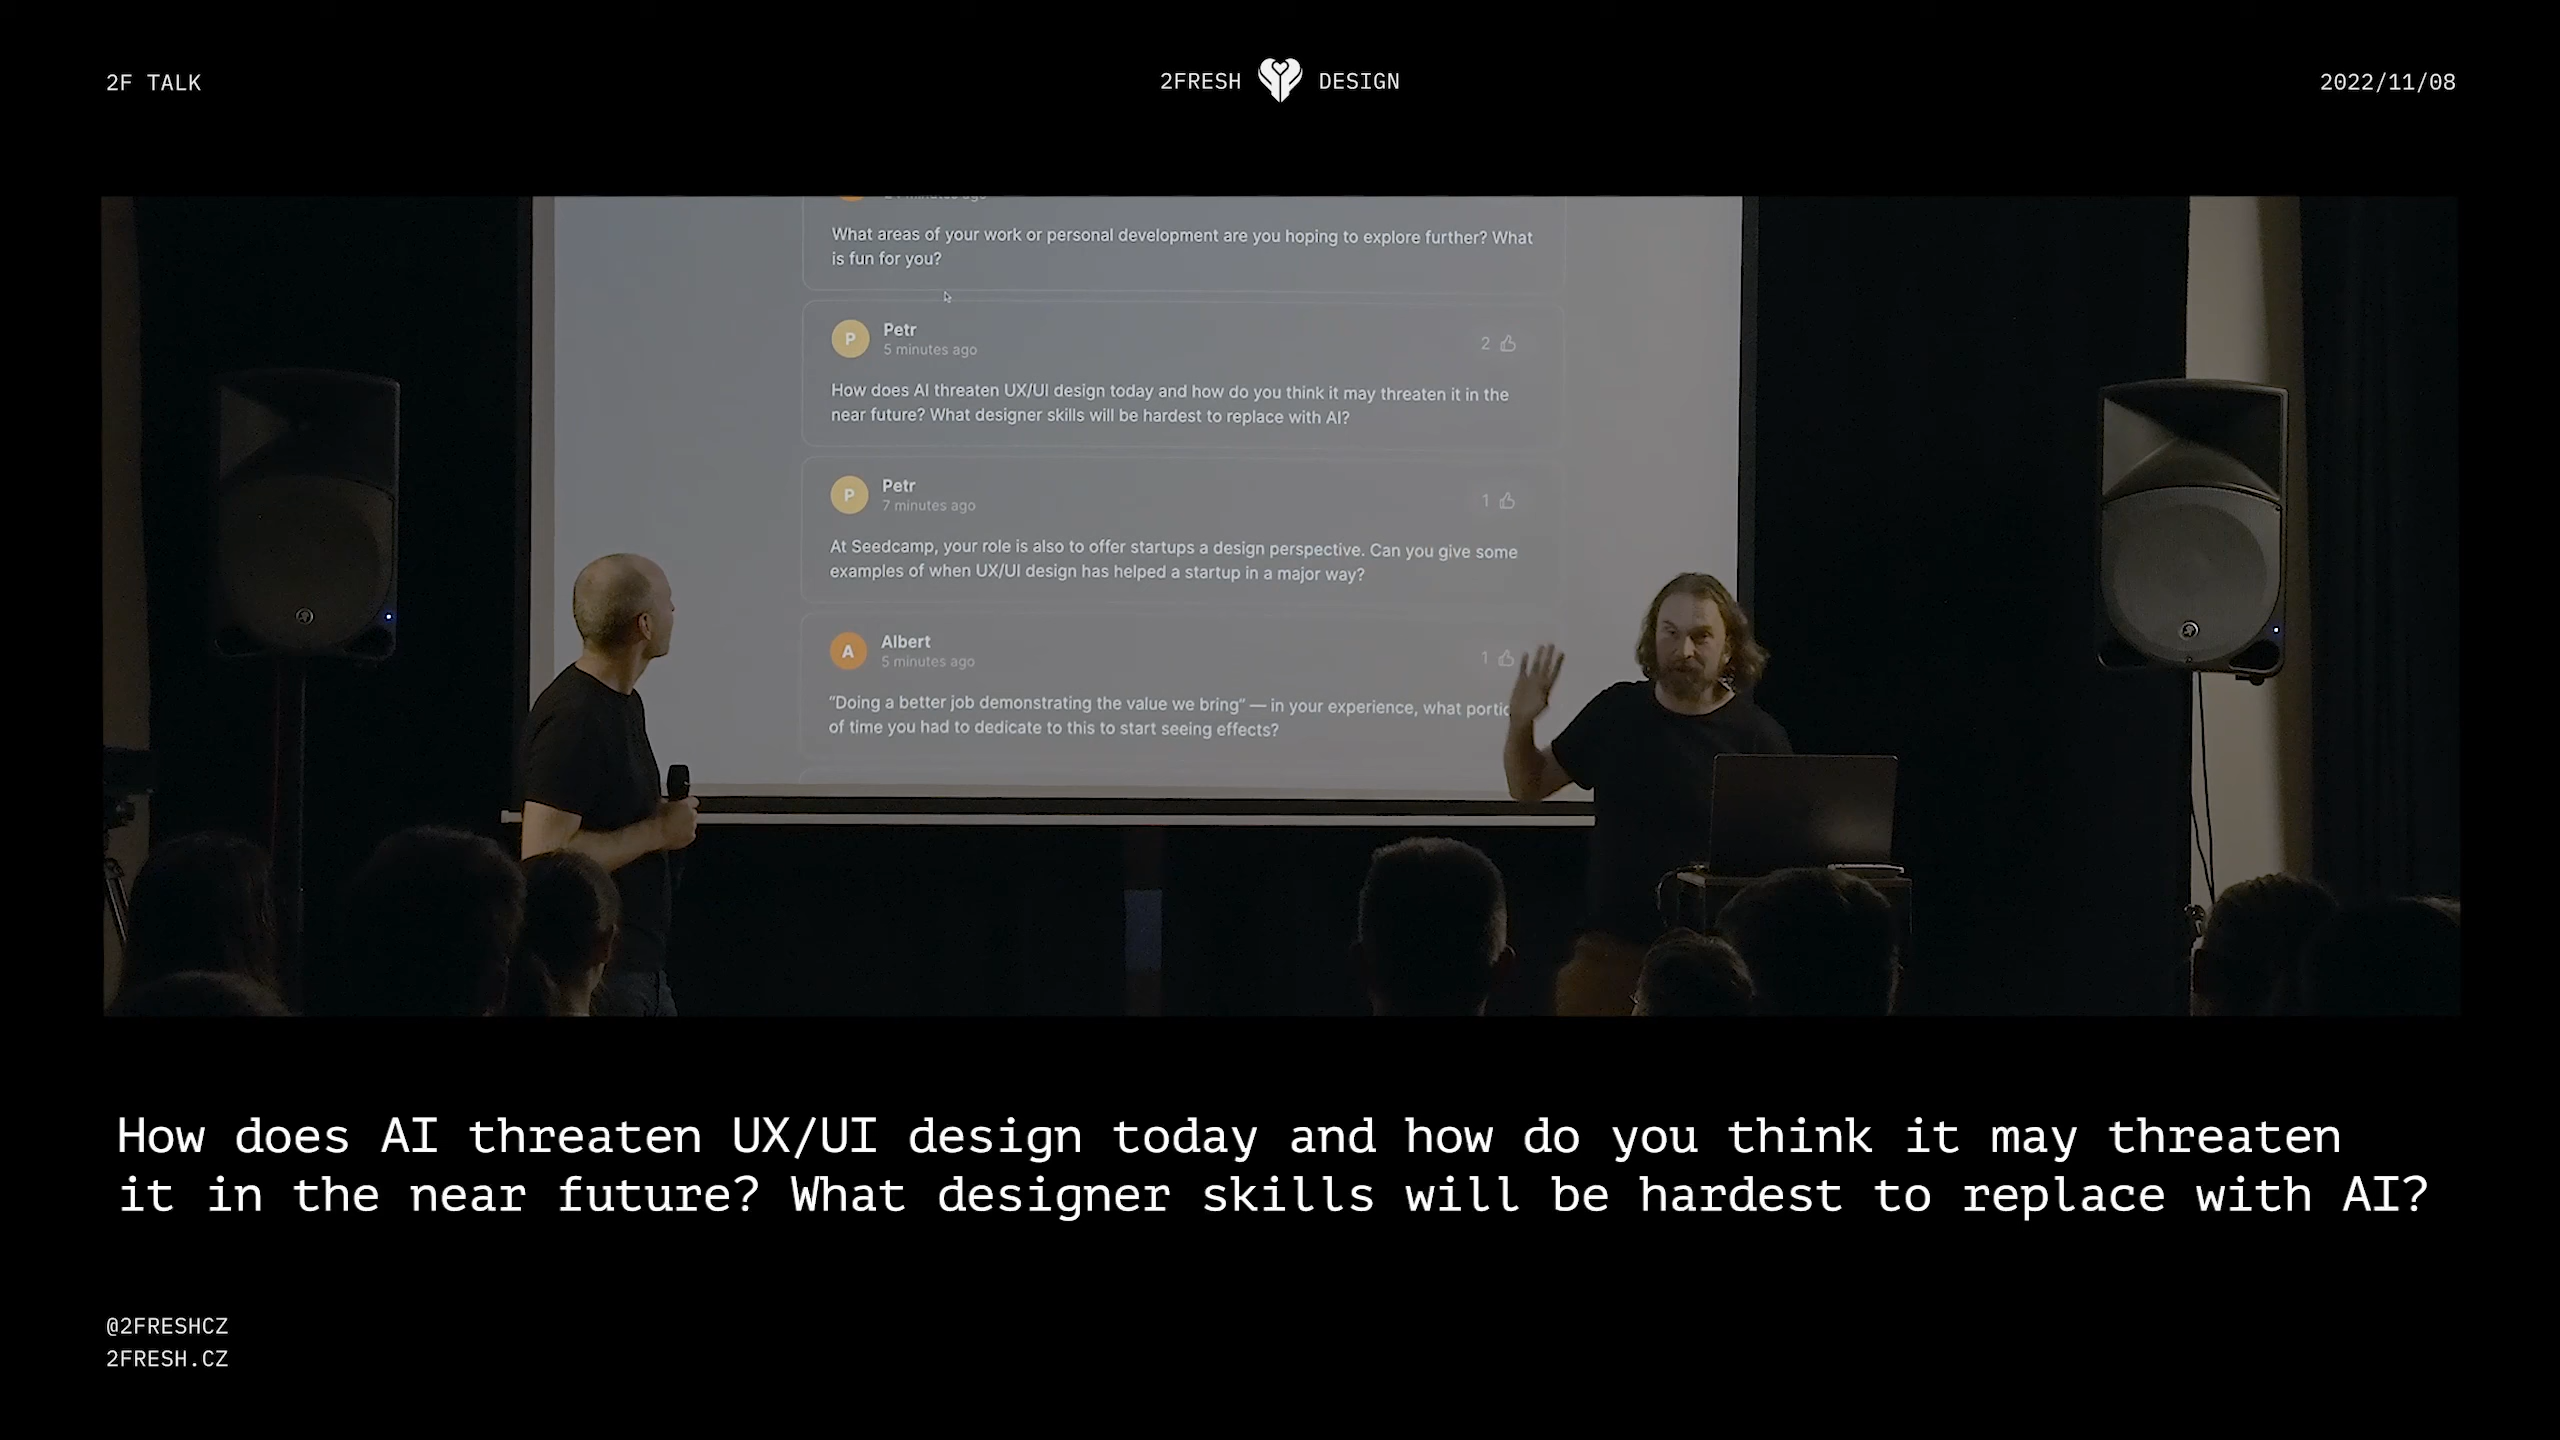 2F TALK
2FRESH DESIGN
2022/11/08
minutes ago
What areas of your work or personal development are you hoping to explore further? What
is fun for you?
P
Petr
5 minutes ago
2
How does AI threaten UX/UI design today and how do you think it may threaten it in the
near future? What designer skills will be hardest to replace with AI?
P
Petr
7 minutes ago
1
At Seedcamp, your role is also to offer startups a design perspective. Can you give some
examples of when UX/UI design has helped a startup in a major way?
A
Albert
5 minutes ago
1
“Doing a better job demonstrating the value we bring” — in your experience, what
of time you had to dedicate to this to start seeing effects?
How does AI threaten UX/UI design today and how do you think it may threaten
it in the near future? What designer skills will be hardest to replace with AI?
@2FRESHCZ
2FRESH.CZ